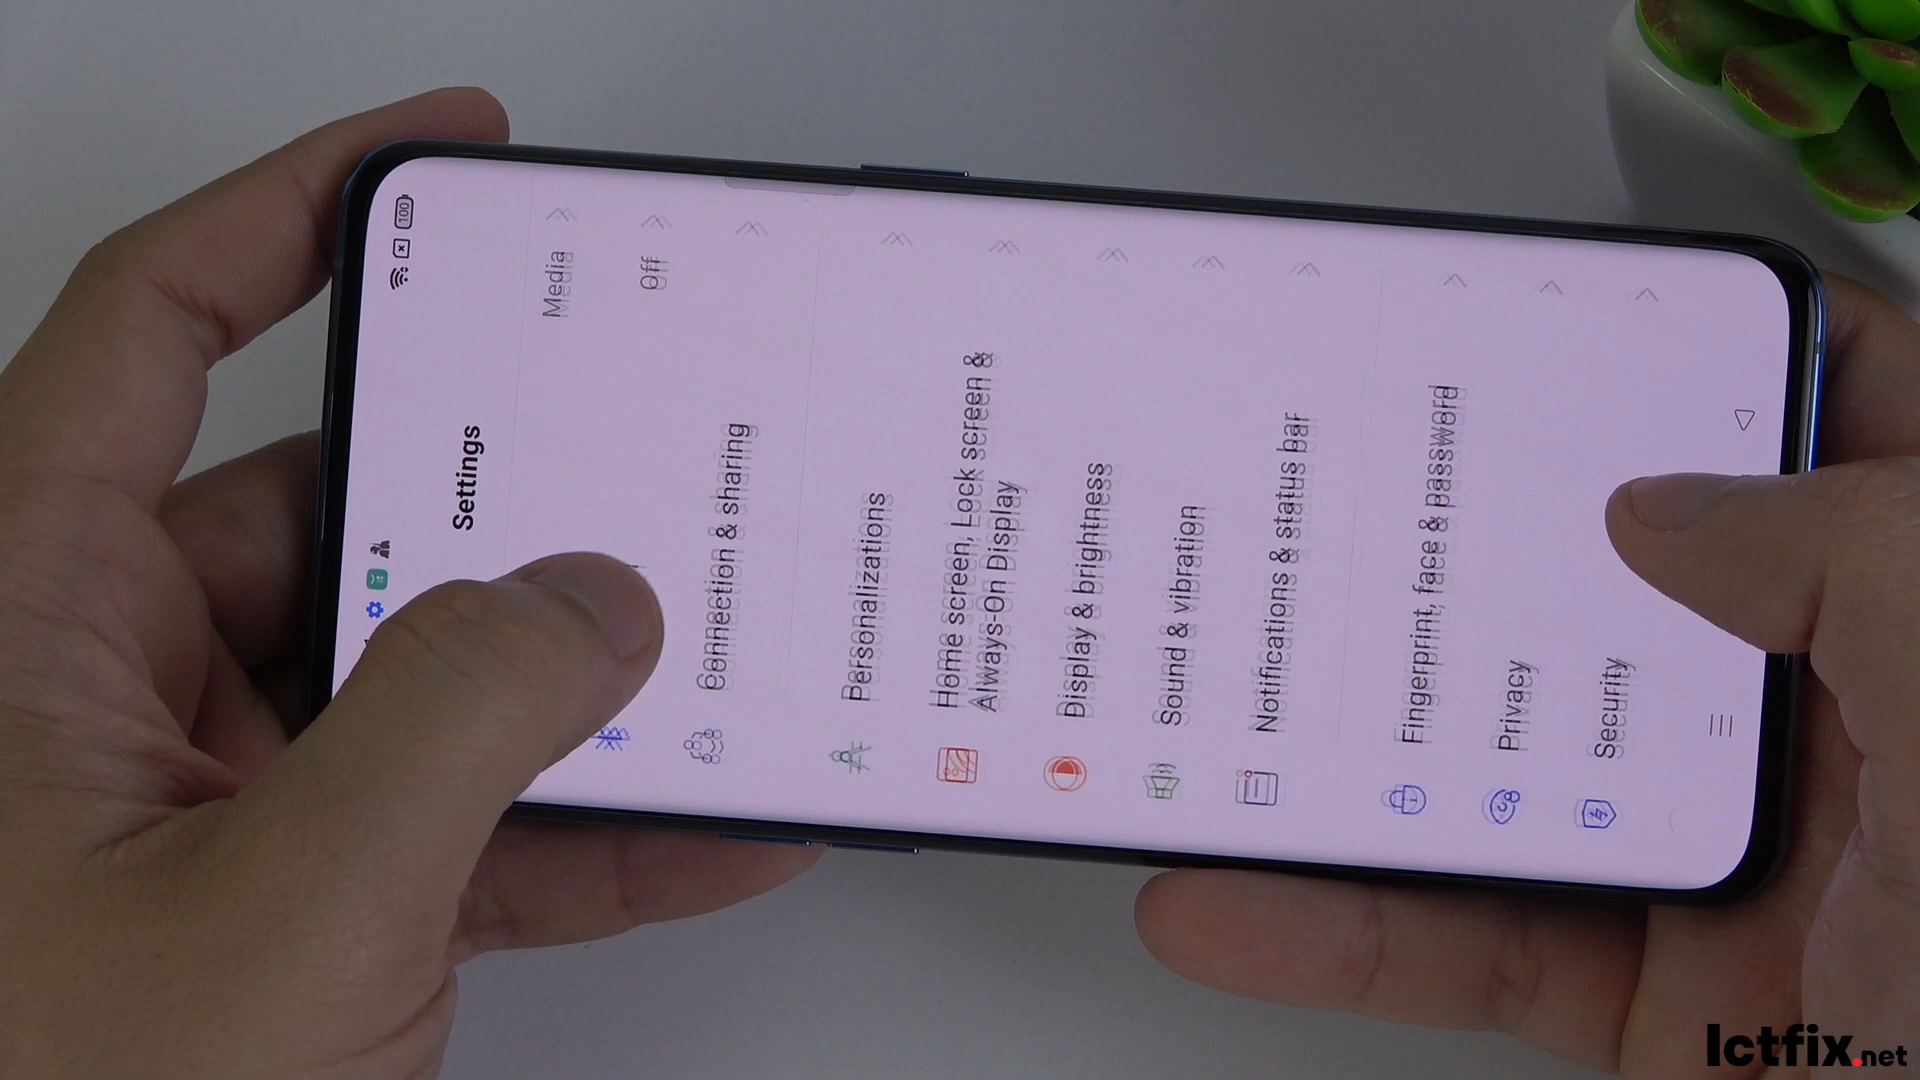 100
Settings
Media
Off
Connection & sharing
Personalizations
Home screen, Lock screen &
Always-On Display
Display & brightness
Sound & vibration
Notifications & status bar
Fingerprint, face & password
Privacy
Security
Ictfix.net